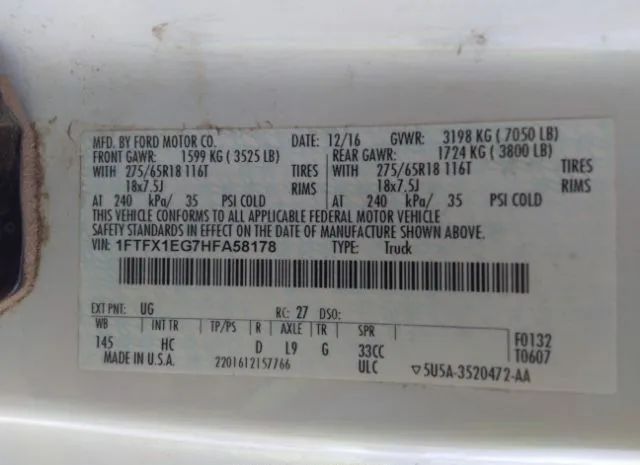 MFD. BY FORD MOTOR CO. DATE: 12/16 GVWR: 3198 KG ( 7050 LB)
FRONT GAWR: 1599 KG ( 3525 LB) REAR GAWR: 1724 KG ( 3800 LB)
WITH 275/65R18 116T TIRES WITH 275/65R18 116T TIRES
18x7.5J RIMS 18x7.5J RIMS
AT 240 kPa/ 35 PSI COLD AT 240 kPa/ 35 PSI COLD
THIS VEHICLE CONFORMS TO ALL APPLICABLE FEDERAL MOTOR VEHICLE
SAFETY STANDARDS IN EFFECT ON THE DATE OF MANUFACTURE SHOWN ABOVE.
VIN: 1FTFX1EG7HFA58178 TYPE: Truck
EXT PNT: UG RC: 27 DSO:
WB INT TR TP/PS R AXLE TR SPR F0132
145 HC D L9 G 33CC T0607
MADE IN U.S.A. 2201612157766 ULC ▽5U5A-3520472-AA